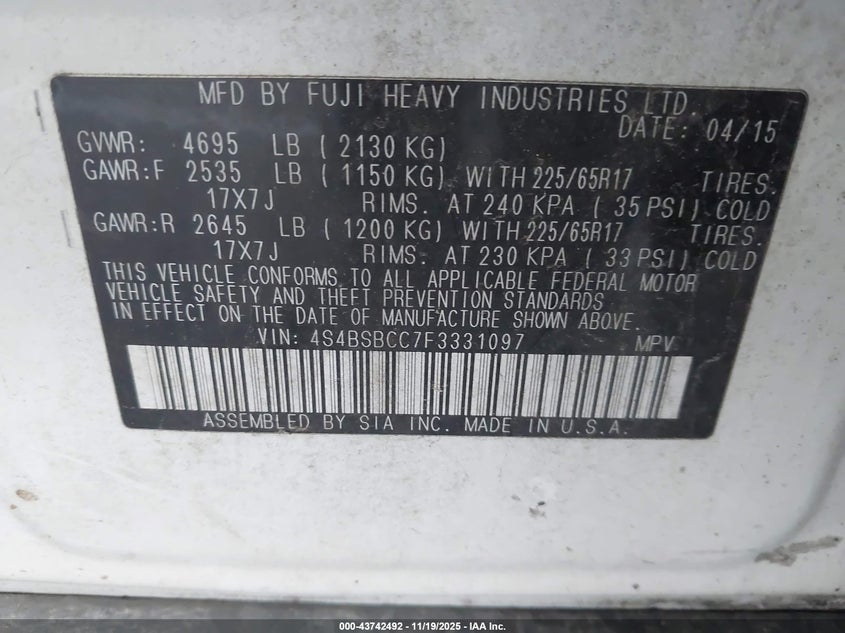 MFD BY FUJI HEAVY INDUSTRIES LTD.
DATE: 04/15
GVWR: 4695 LB ( 2130 KG)
GAWR:F 2535 LB ( 1150 KG) WITH 225/65R17 TIRES.
17X7J RIMS. AT 240 KPA ( 35 PSI) COLD
GAWR:R 2645 LB ( 1200 KG) WITH 225/65R17 TIRES.
17X7J RIMS. AT 230 KPA ( 33 PSI) COLD
THIS VEHICLE CONFORMS TO ALL APPLICABLE FEDERAL MOTOR
VEHICLE SAFETY AND THEFT PREVENTION STANDARDS
IN EFFECT ON THE DATE OF MANUFACTURE SHOWN ABOVE.
VIN: 4S4BSBCC7F3331097 MPV
ASSEMBLED BY SIA INC. MADE IN U.S.A.
000-43742492 - 11/19/2025 - IAA Inc.